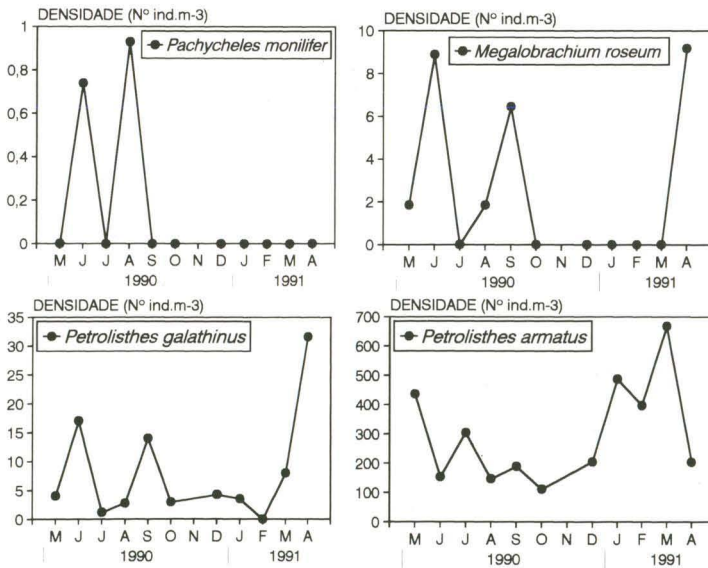 DENSIDADE (Nº ind.m-3)
Pachycheles monilifer
1
0,8
0,6
0,4
0,2
0
M J J A S O N D J F M A
1990 1991
DENSIDADE (Nº ind.m-3)
Megalobrachium roseum
10
8
6
4
2
0
M J J A S O N D J F M A
1990 1991
DENSIDADE (Nº ind.m-3)
Petrolisthes galathinus
35
30
25
20
15
10
5
0
M J J A S O N D J F M A
1990 1991
DENSIDADE (Nº ind.m-3)
Petrolisthes armatus
700
600
500
400
300
200
100
0
M J J A S O N D J F M A
1990 1991